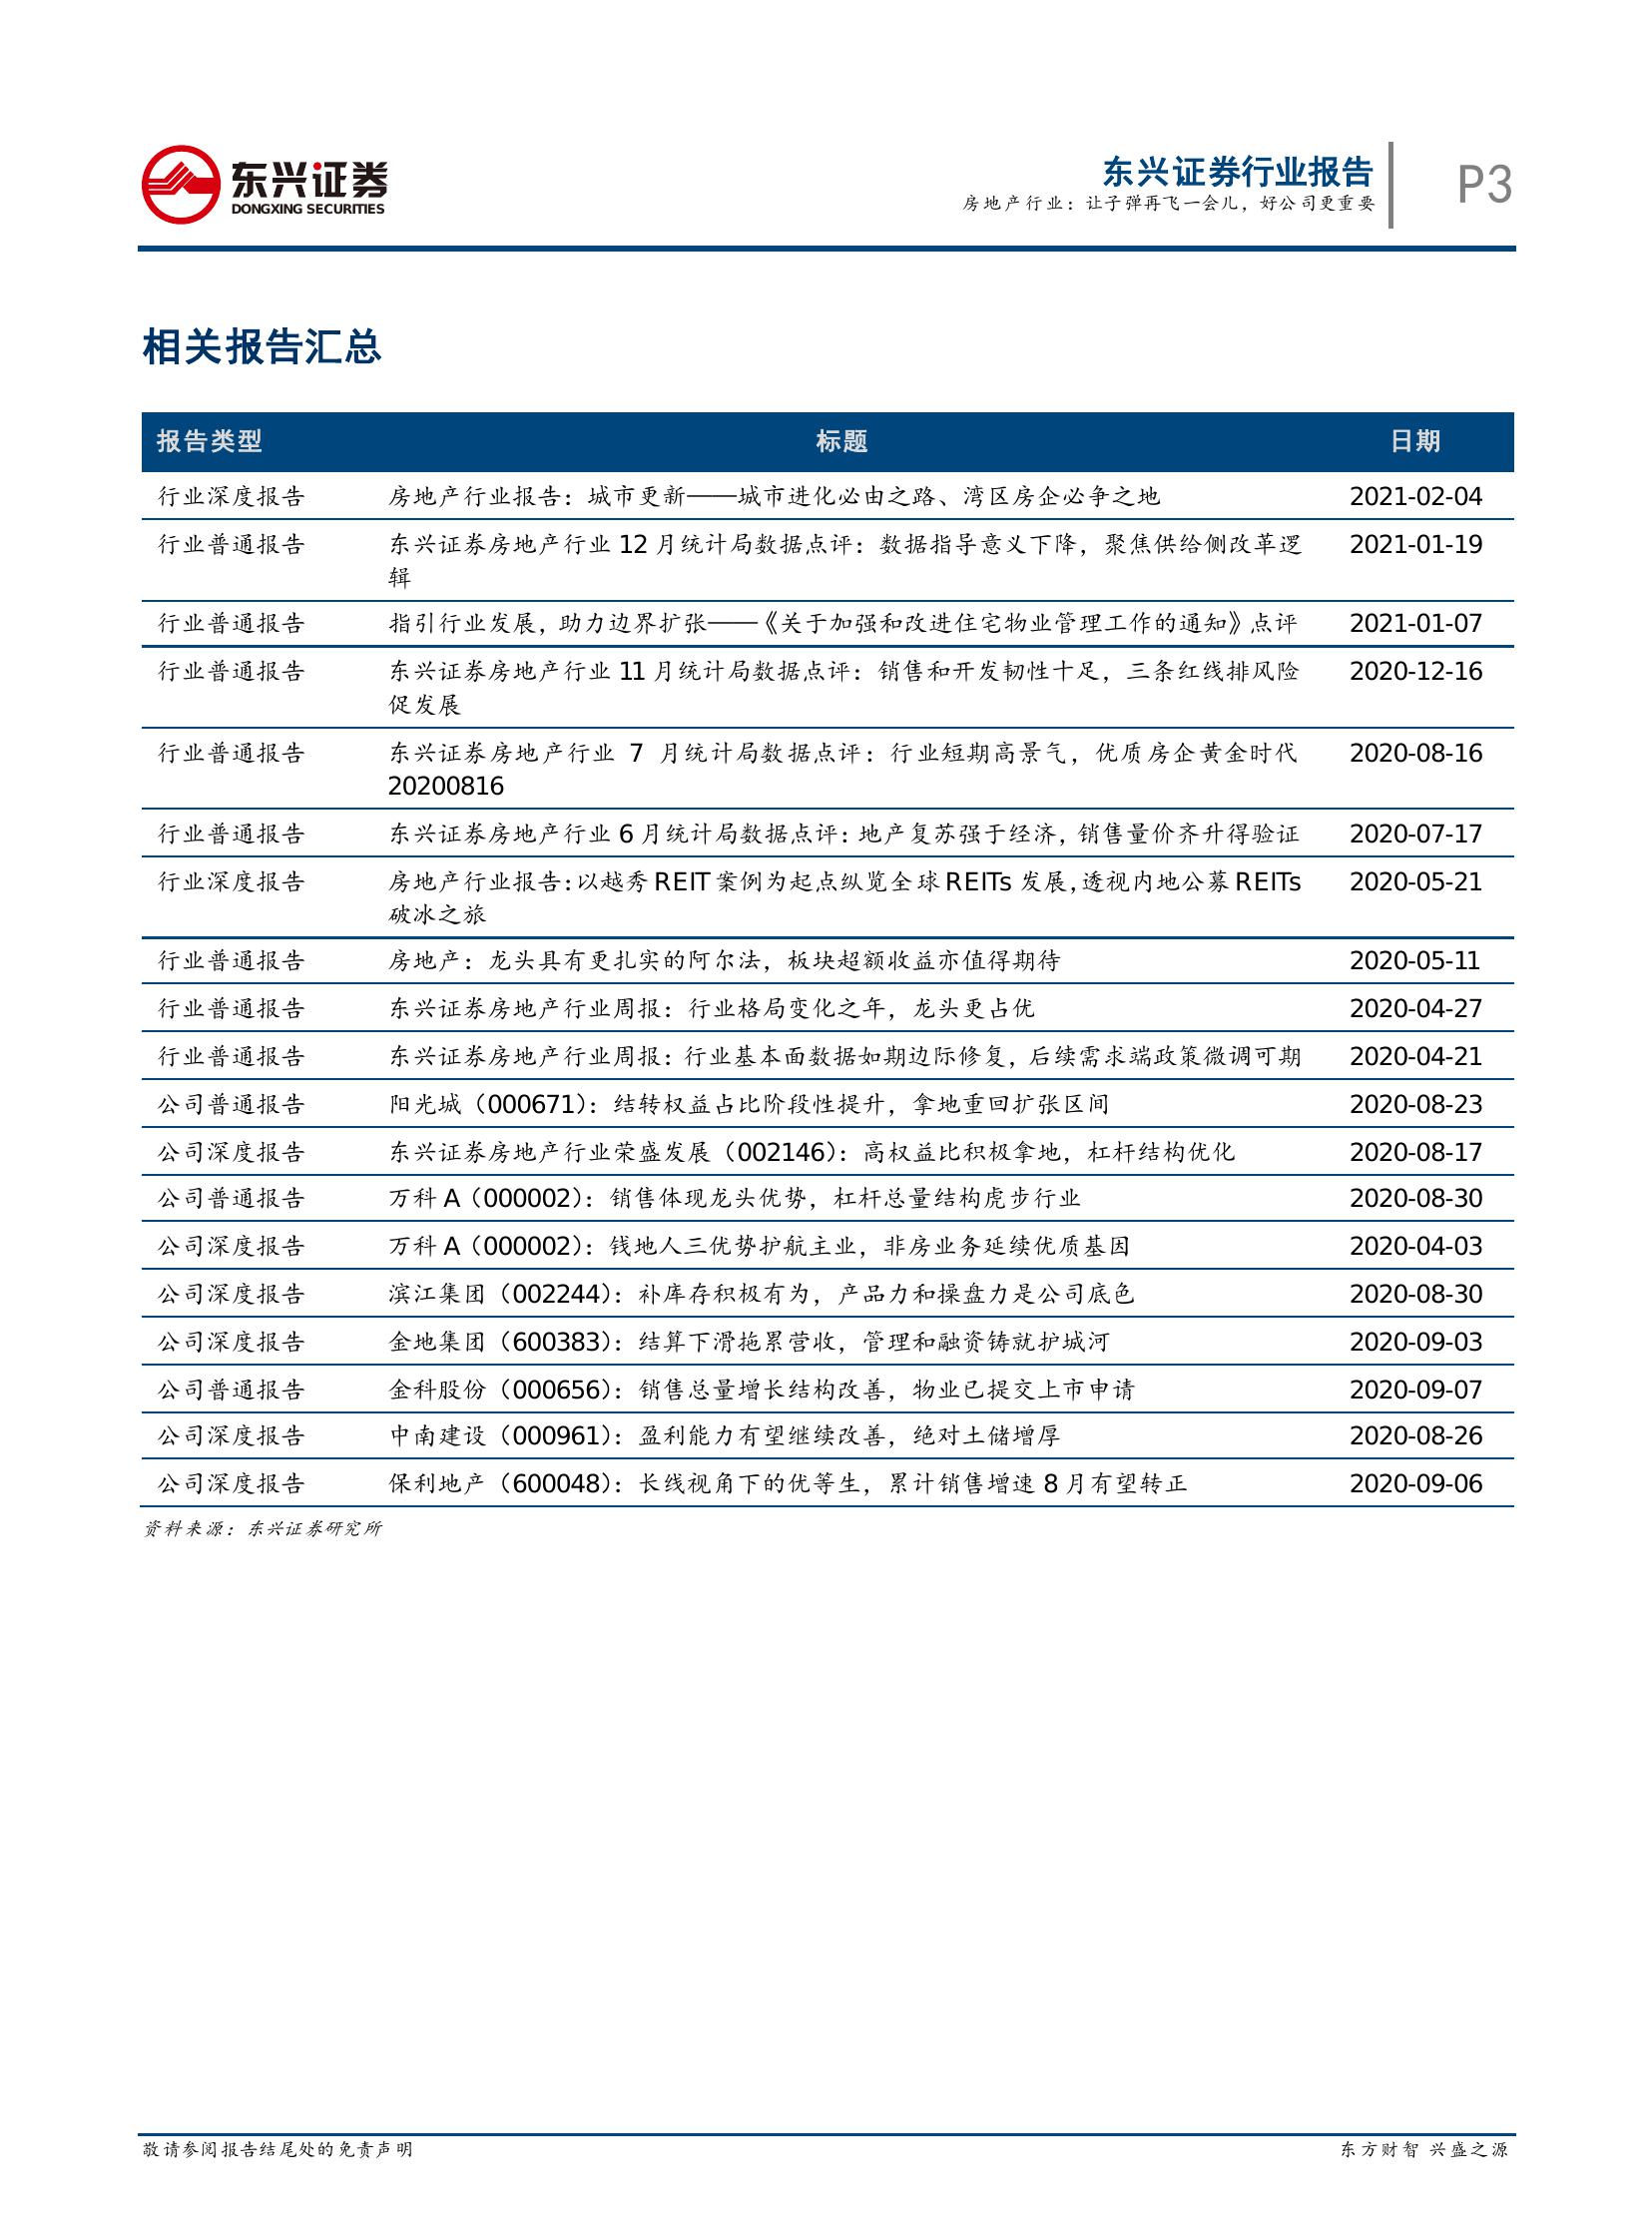 东兴证券
DONGXING SECURITIES
东兴证券行业报告
房地产行业：让子弹再飞一会儿，好公司更重要
P3
相关报告汇总
报告类型 标题 日期
行业深度报告 房地产行业报告：城市更新——城市进化必由之路、湾区房企必争之地 2021-02-04
行业普通报告 东兴证券房地产行业 12 月统计局数据点评：数据指导意义下降，聚焦供给侧改革逻 2021-01-19
辑
行业普通报告 指引行业发展，助力边界扩张——《关于加强和改进住宅物业管理工作的通知》点评 2021-01-07
行业普通报告 东兴证券房地产行业 11 月统计局数据点评：销售和开发韧性十足，三条红线排风险 2020-12-16
促发展
行业普通报告 东兴证券房地产行业 7 月统计局数据点评：行业短期高景气，优质房企黄金时代 2020-08-16
20200816
行业普通报告 东兴证券房地产行业 6 月统计局数据点评：地产复苏强于经济，销售量价齐升得验证 2020-07-17
行业深度报告 房地产行业报告：以越秀 REIT 案例为起点纵览全球 REITs 发展，透视内地公募 REITs 2020-05-21
破冰之旅
行业普通报告 房地产：龙头具有更扎实的阿尔法，板块超额收益亦值得期待 2020-05-11
行业普通报告 东兴证券房地产行业周报：行业格局变化之年，龙头更占优 2020-04-27
行业普通报告 东兴证券房地产行业周报：行业基本面数据如期边际修复，后续需求端政策微调可期 2020-04-21
公司普通报告 阳光城（000671）：结转权益占比阶段性提升，拿地重回扩张区间 2020-08-23
公司深度报告 东兴证券房地产行业荣盛发展（002146）：高权益比积极拿地，杠杆结构优化 2020-08-17
公司普通报告 万科 A（000002）：销售体现龙头优势，杠杆总量结构虎步行业 2020-08-30
公司深度报告 万科 A（000002）：钱地人三优势护航主业，非房业务延续优质基因 2020-04-03
公司深度报告 滨江集团（002244）：补库存积极有为，产品力和操盘力是公司底色 2020-08-30
公司深度报告 金地集团（600383）：结算下滑拖累营收，管理和融资铸就护城河 2020-09-03
公司普通报告 金科股份（000656）：销售总量增长结构改善，物业已提交上市申请 2020-09-07
公司深度报告 中南建设（000961）：盈利能力有望继续改善，绝对土储增厚 2020-08-26
公司深度报告 保利地产（600048）：长线视角下的优等生，累计销售增速 8 月有望转正 2020-09-06
资料来源：东兴证券研究所
敬请参阅报告结尾处的免责声明 东方财智 兴盛之源